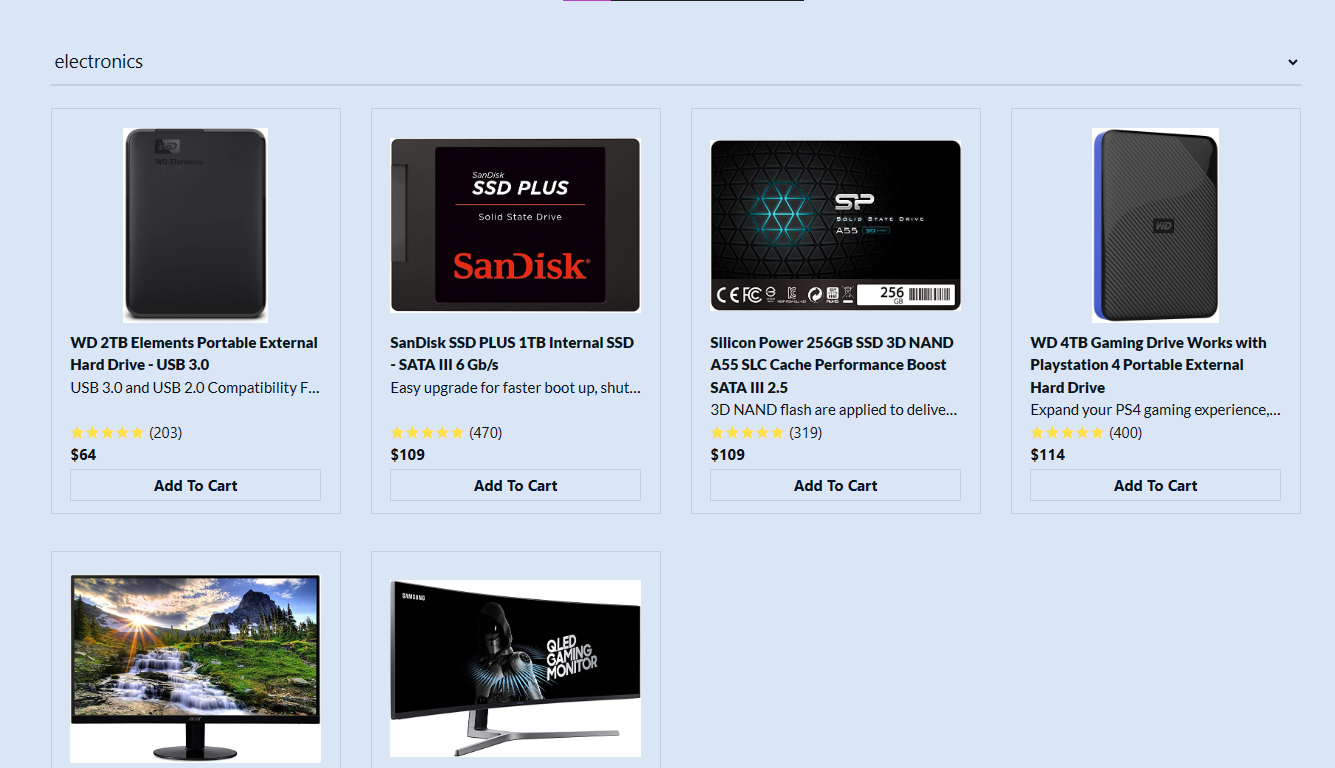 electronics
WD
WD Elements
WD 2TB Elements Portable External
Hard Drive - USB 3.0
USB 3.0 and USB 2.0 Compatibility F...
(203)
$64
Add To Cart
SanDisk
SSD PLUS
Solid State Drive
SanDisk
SanDisk SSD PLUS 1TB Internal SSD
- SATA III 6 Gb/s
Easy upgrade for faster boot up, shut...
(470)
$109
Add To Cart
SP
SOLID STATE DRIVE
A55
256
GB
Silicon Power 256GB SSD 3D NAND
A55 SLC Cache Performance Boost
SATA III 2.5
3D NAND flash are applied to delive...
(319)
$109
Add To Cart
WD
WD 4TB Gaming Drive Works with
Playstation 4 Portable External
Hard Drive
Expand your PS4 gaming experience,...
(400)
$114
Add To Cart
acer
SAMSUNG
QLED
GAMING
MONITOR